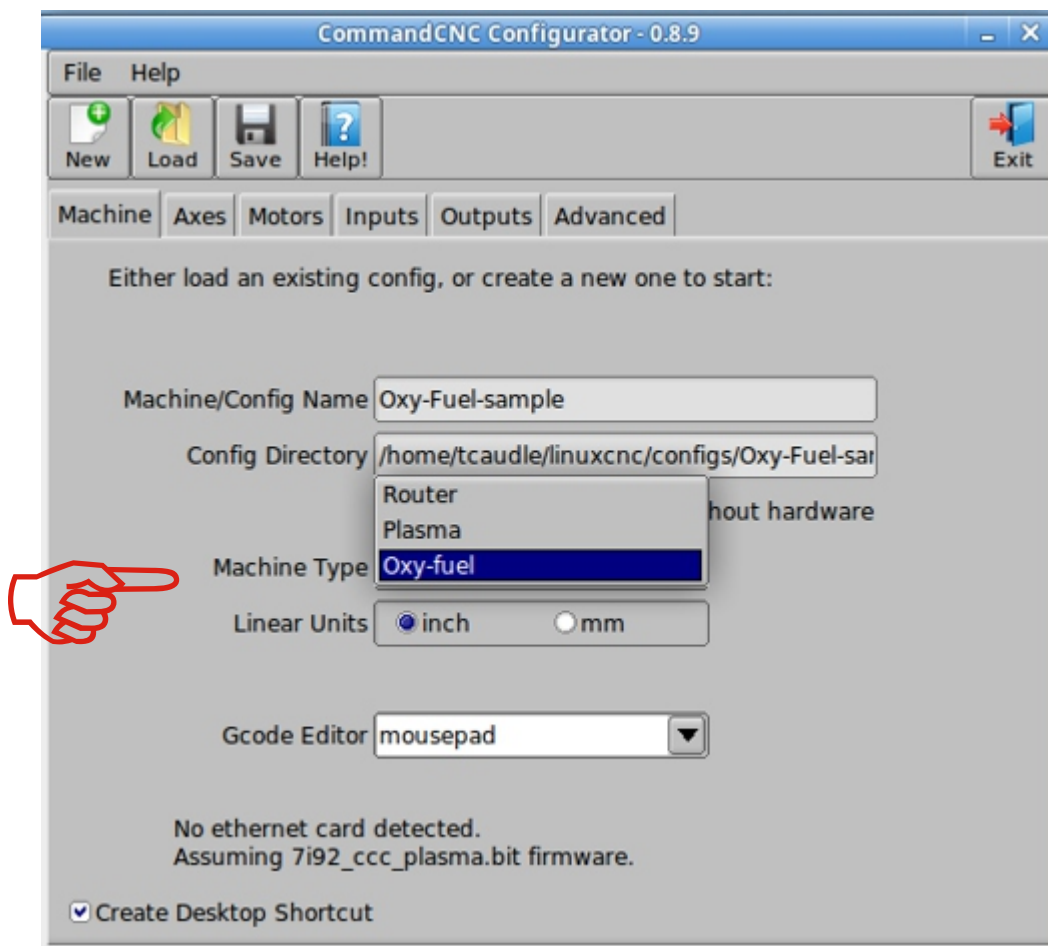 CommandCNC Configurator - 0.8.9
File Help
New Load Save Help! Exit
Machine Axes Motors Inputs Outputs Advanced
Either load an existing config, or create a new one to start:
Machine/Config Name Oxy-Fuel-sample
Config Directory /home/tcaudle/linuxcnc/configs/Oxy-Fuel-sar
Router
hout hardware
Plasma
Machine Type Oxy-fuel
Linear Units inch mm
Gcode Editor mousepad
No ethernet card detected.
Assuming 7i92_ccc_plasma.bit firmware.
Create Desktop Shortcut